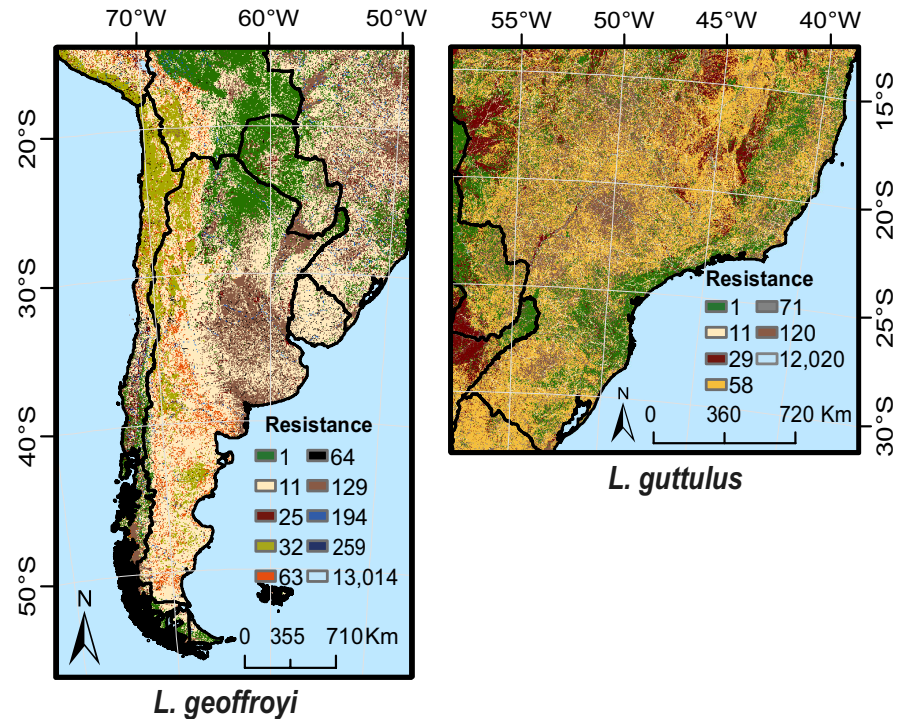 70°W 60°W 50°W
20°S
30°S
40°S
50°S
Resistance
1 64
11 129
25 194
32 259
63 13,014
N
0 355 710 Km
L. geoffroyi
55°W 50°W 45°W 40°W
15°S
20°S
25°S
30°S
Resistance
1 71
11 120
29 12,020
58
N
0 360 720 Km
L. guttulus